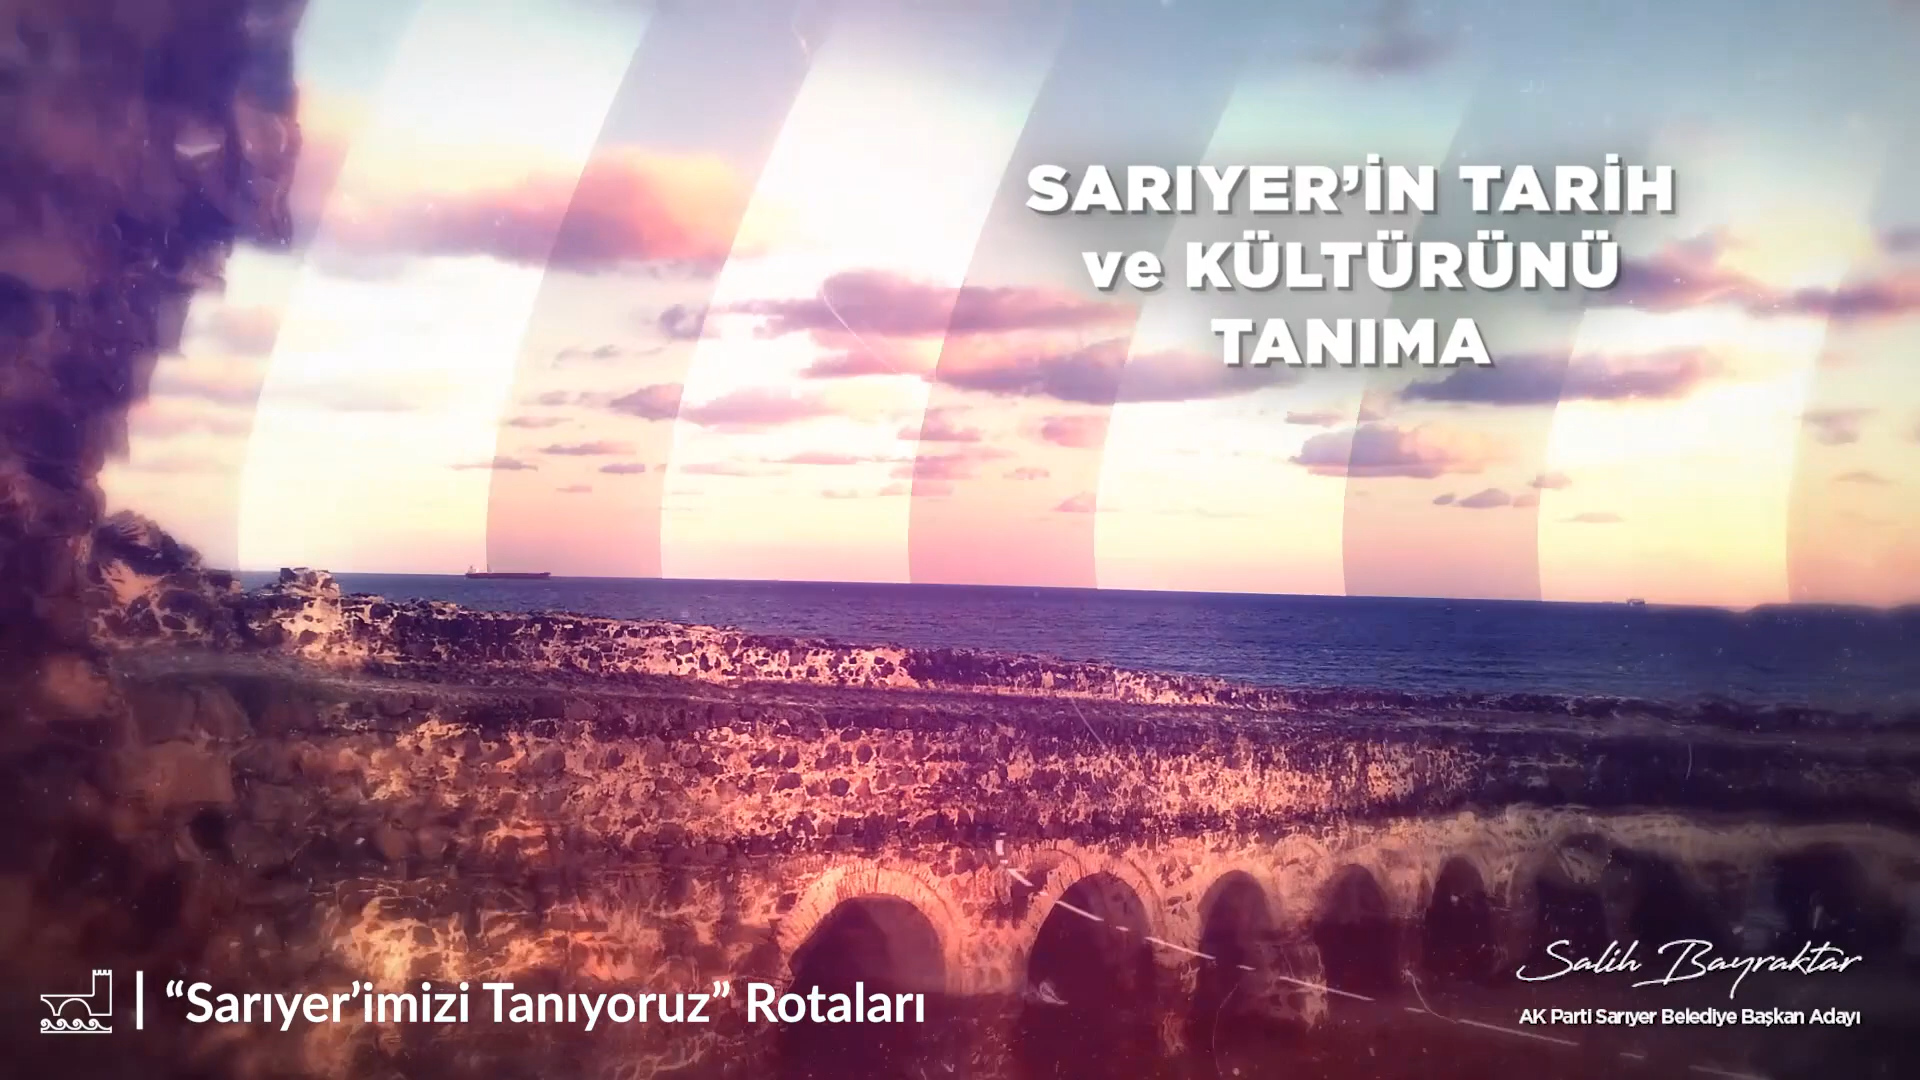 SARIYER’İN TARİH
ve KÜLTÜRÜNÜ
TANIMA
“Sarıyer’imizi Tanıyoruz” Rotaları
Salih Bayraktar
AK Parti Sarıyer Belediye Başkan Adayı